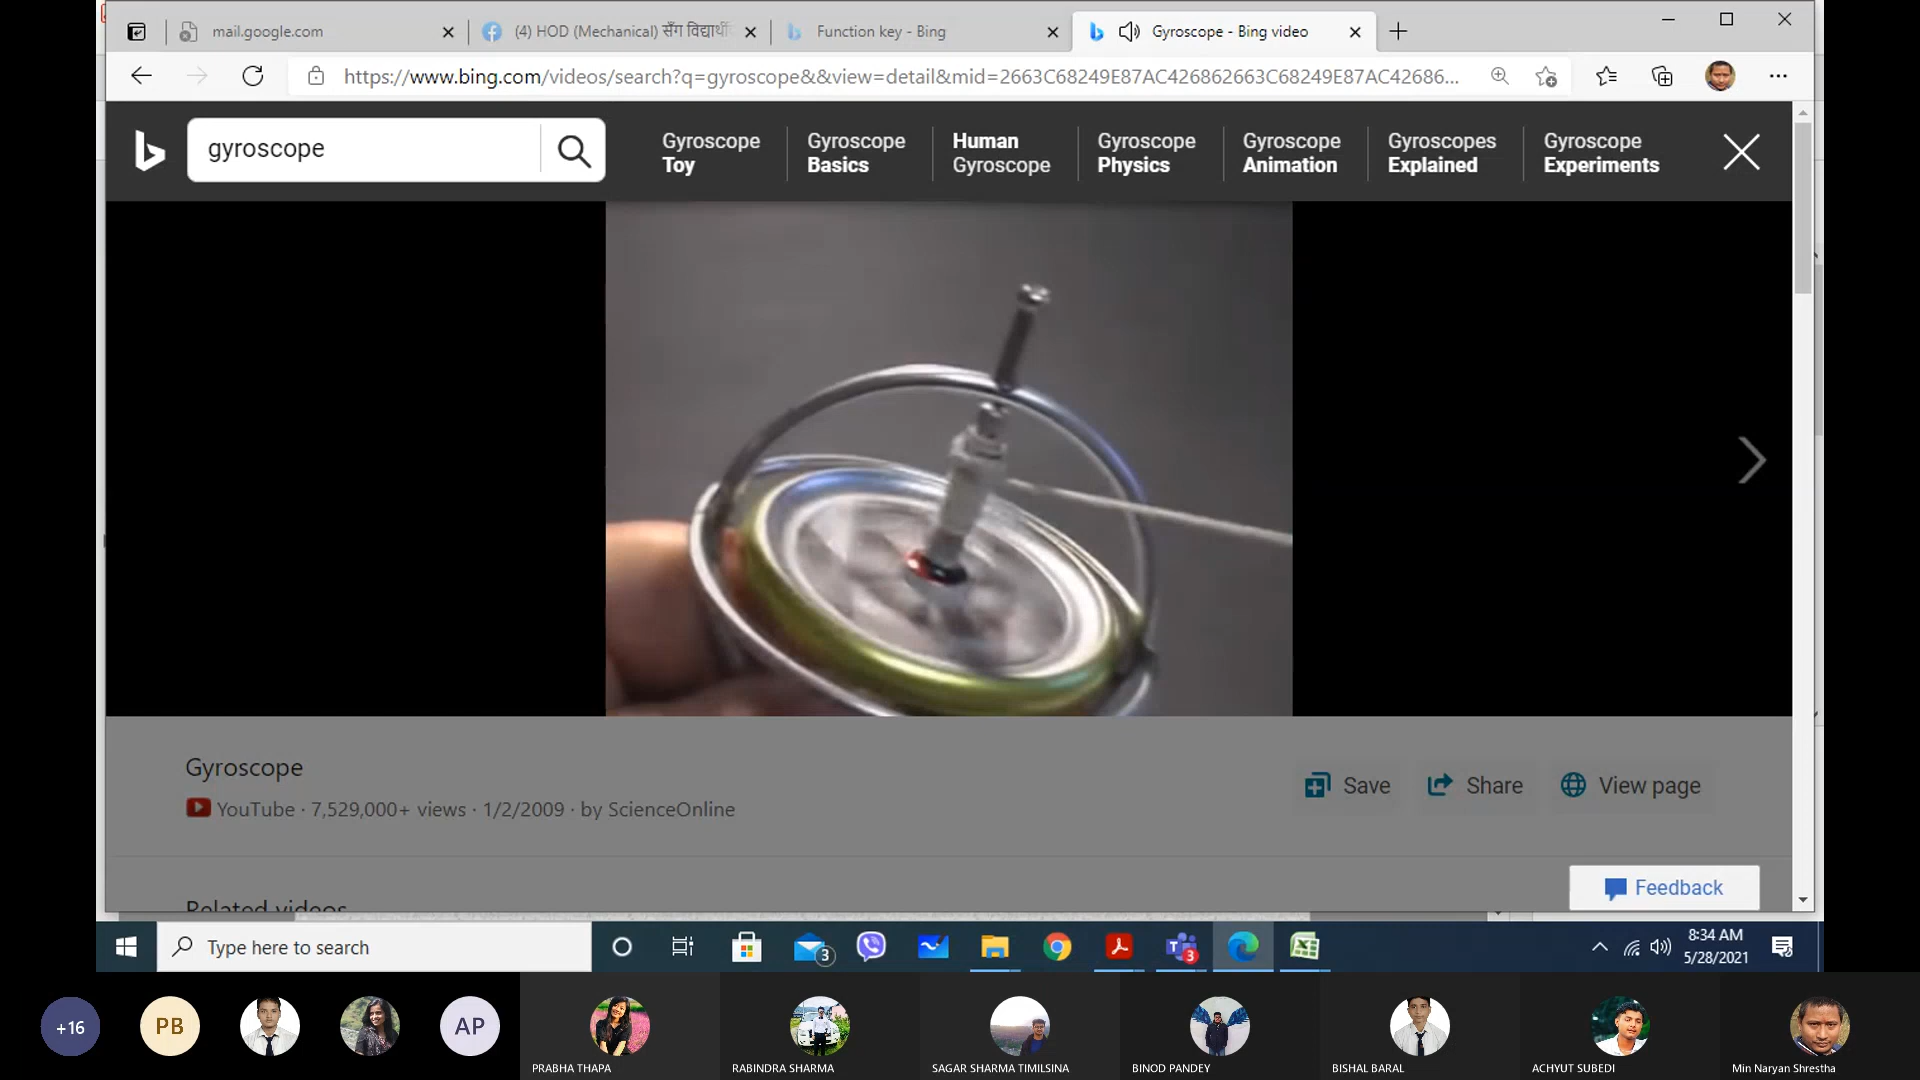 mail.google.com
(4) HOD (Mechanical) सँग विद्यार्थी
Function key - Bing
Gyroscope - Bing video
https://www.bing.com/videos/search?q=gyroscope&&view=detail&mid=2663C68249E87AC426862663C68249E87AC42686...
gyroscope
Gyroscope Toy
Gyroscope Basics
Human Gyroscope
Gyroscope Physics
Gyroscope Animation
Gyroscopes Explained
Gyroscope Experiments
Gyroscope
YouTube · 7,529,000+ views · 1/2/2009 · by ScienceOnline
Save
Share
View page
Related videos
Feedback
Type here to search
3
3
8:34 AM
5/28/2021
+16
PB
AP
PRABHA THAPA
RABINDRA SHARMA
SAGAR SHARMA TIMILSINA
BINOD PANDEY
BISHAL BARAL
ACHYUT SUBEDI
Min Naryan Shrestha